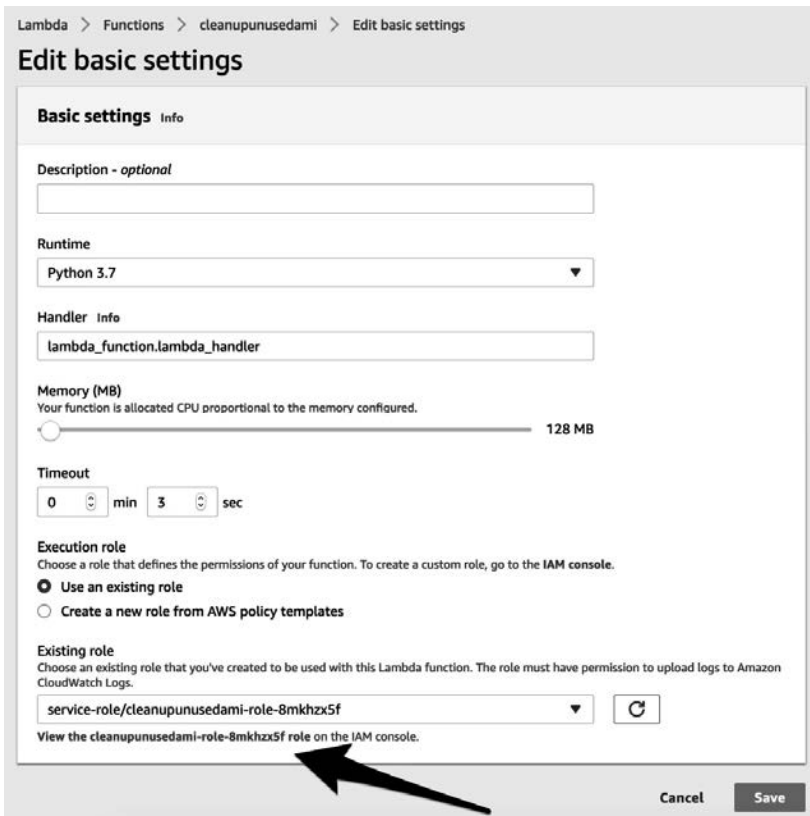 Lambda > Functions > cleanupunusedami > Edit basic settings
Edit basic settings
Basic settings Info
Description - optional
Runtime
Python 3.7
Handler Info
lambda_function.lambda_handler
Memory (MB)
Your function is allocated CPU proportional to the memory configured.
128 MB
Timeout
0 min 3 sec
Execution role
Choose a role that defines the permissions of your function. To create a custom role, go to the IAM console.
Use an existing role
Create a new role from AWS policy templates
Existing role
Choose an existing role that you've created to be used with this Lambda function. The role must have permission to upload logs to Amazon
CloudWatch Logs.
service-role/cleanupunusedami-role-8mkhzx5f
View the cleanupunusedami-role-8mkhzx5f role on the IAM console.
Cancel Save